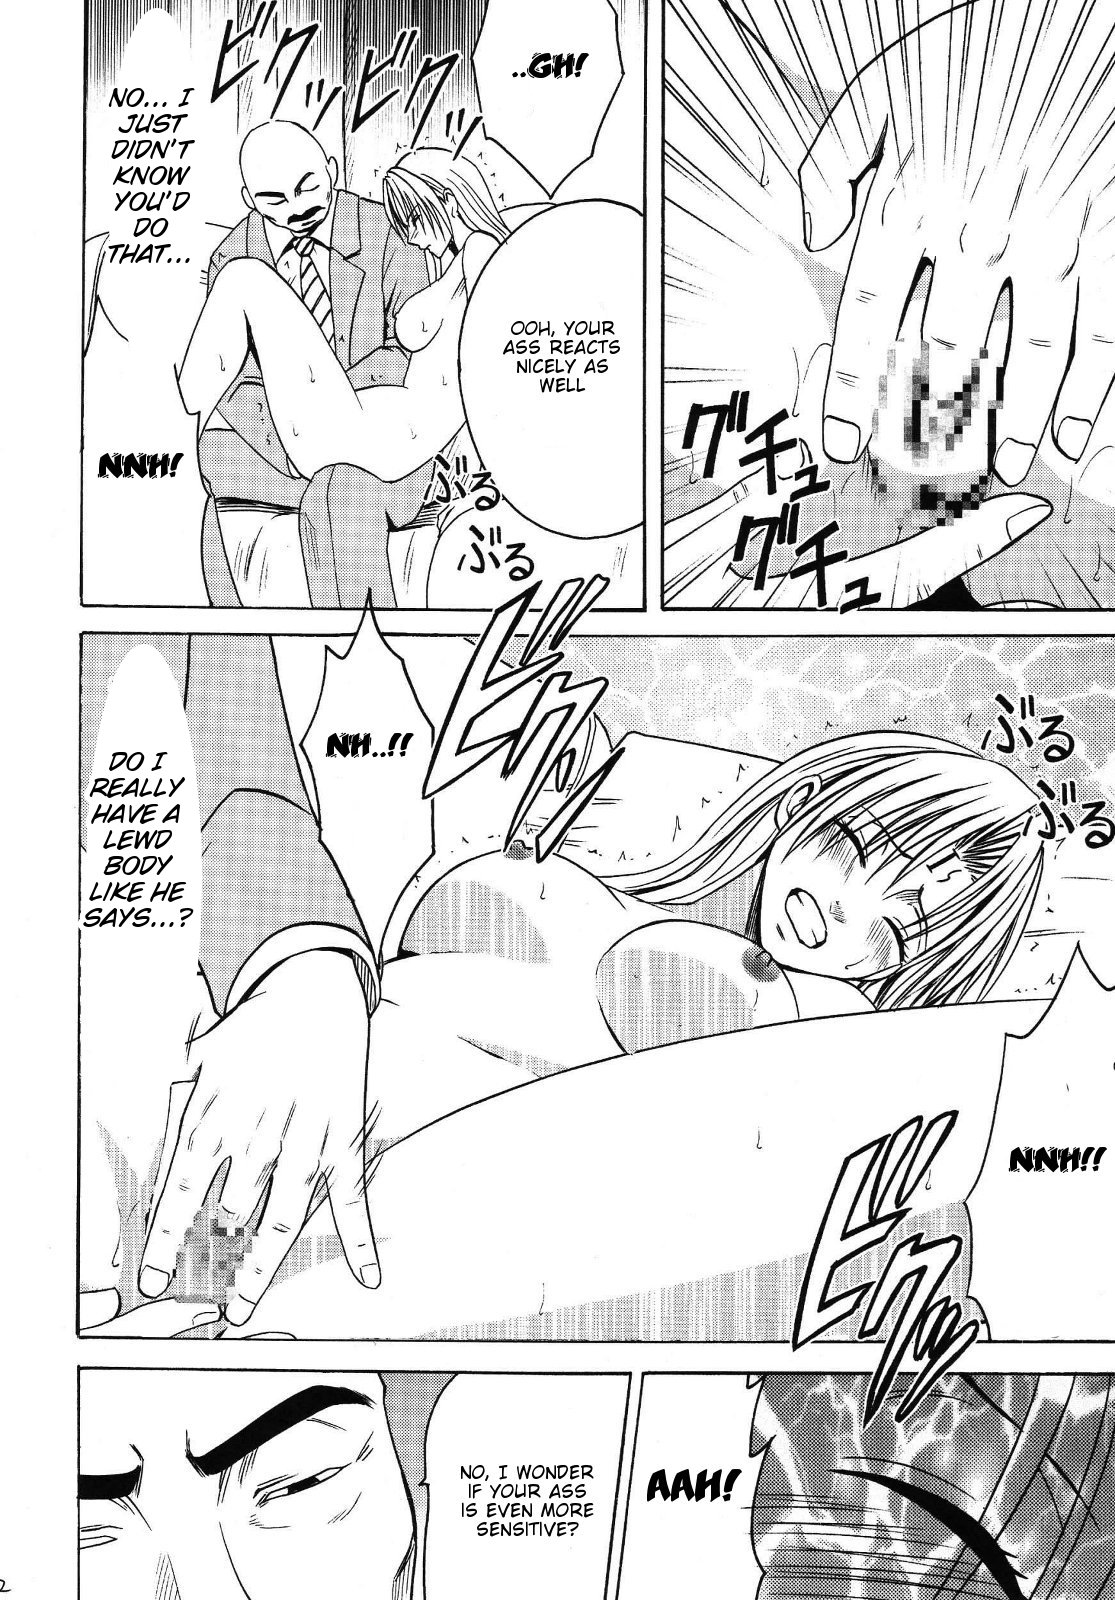 グチュ
グチュ
..GH!
OOH, YOUR
ASS REACTS
NICELY AS
WELL
ビクッ
ビクッ
NO... I
JUST
DIDN'T
KNOW
YOU'D
DO
THAT...
NNH!
ぶる
ぶる
ぶる
ぶる
NH..!!
ビクッ
DO I
REALLY
HAVE A
LEWD
BODY
LIKE HE
SAYS...?
NNH!!
ビクッ
AAH!
NO, I WONDER
IF YOUR ASS
IS EVEN MORE
SENSITIVE?
2